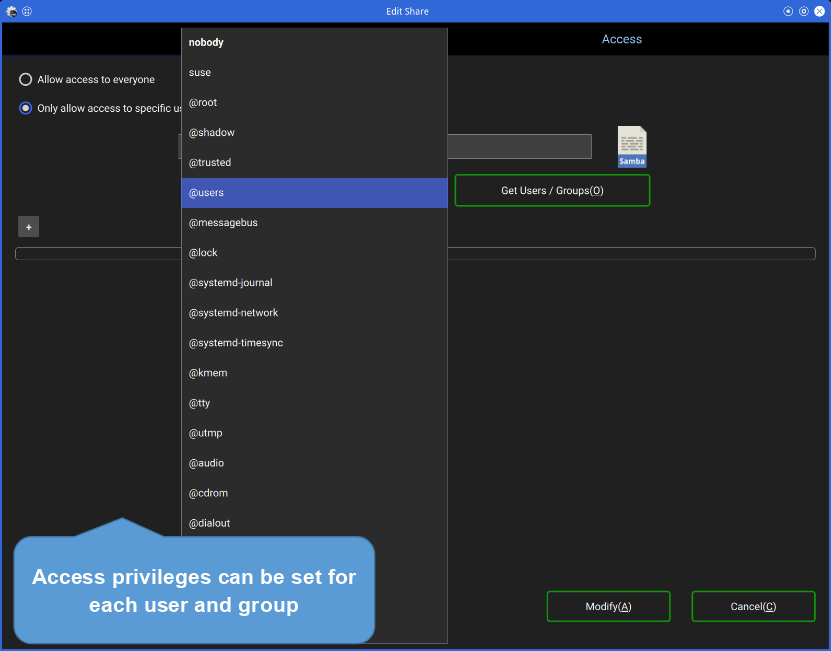 Edit Share
Access
Allow access to everyone
Only allow access to specific us
nobody
suse
@root
@shadow
@trusted
@users
@messagebus
@lock
@systemd-journal
@systemd-network
@systemd-timesync
@kmem
@tty
@utmp
@audio
@cdrom
@dialout
Samba
Get Users / Groups(O)
+
Access privileges can be set for
each user and group
Modify(A)
Cancel(C)